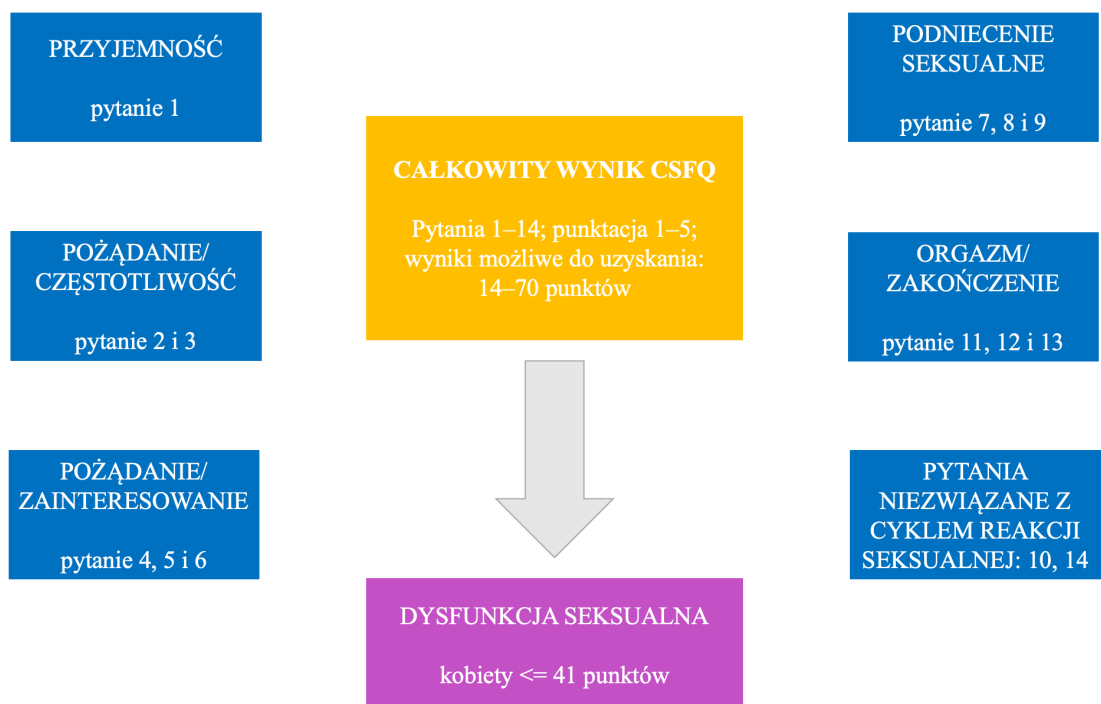 PRZYJEMNOŚĆ
pytanie 1
POŻĄDANIE/
CZĘSTOTLIWOŚĆ
pytanie 2 i 3
POŻĄDANIE/
ZAINTERESOWANIE
pytanie 4, 5 i 6
CAŁKOWITY WYNIK CSFQ
Pytania 1–14; punktacja 1–5;
wyniki możliwe do uzyskania:
14–70 punktów
DYSFUNKCJA SEKSUALNA
kobiety <= 41 punktów
PODNIECENIE
SEKSUALNE
pytanie 7, 8 i 9
ORGAZM/
ZAKOŃCZENIE
pytanie 11, 12 i 13
PYTANIA
NIEZWIĄZANE Z
CYKLEM REAKCJI
SEKSUALNEJ: 10, 14